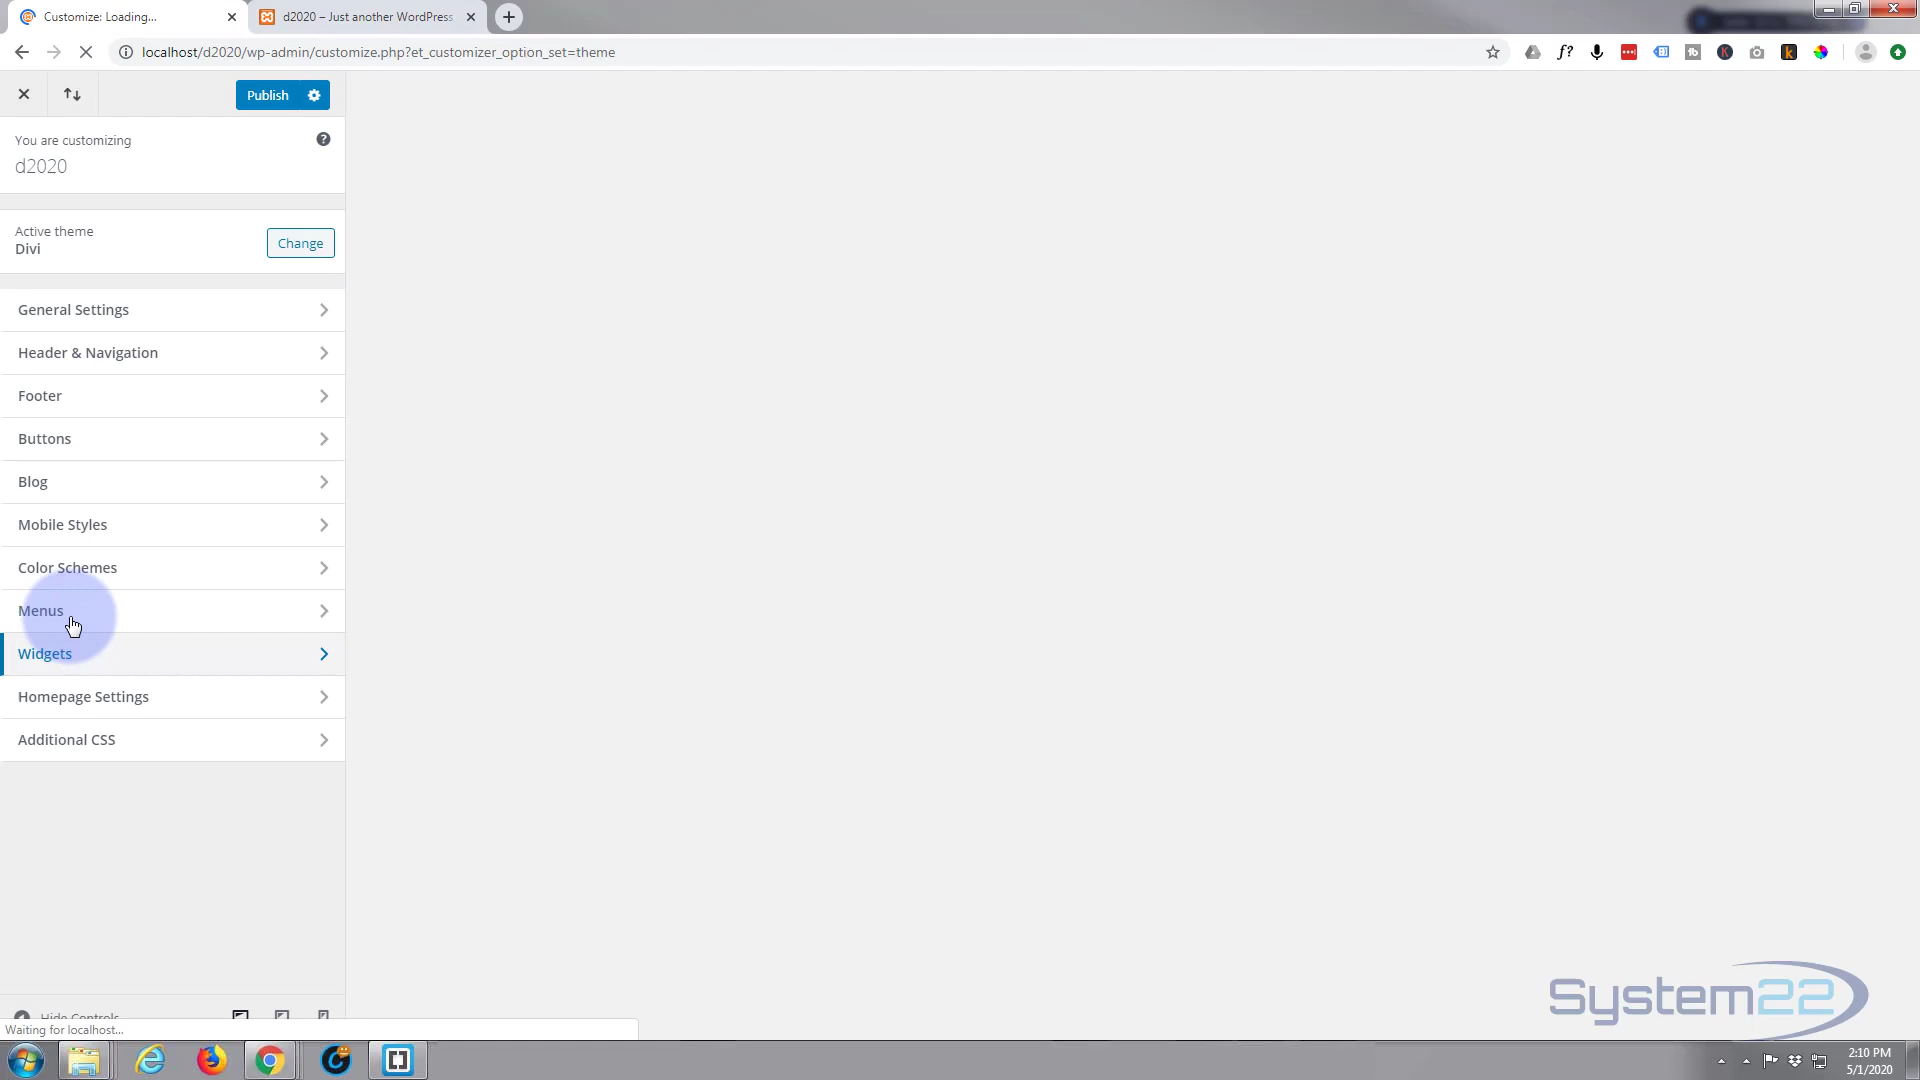 Customize: Loading...
d2020 – Just another WordPress
localhost/d2020/wp-admin/customize.php?et_customizer_option_set=theme
Publish
You are customizing
d2020
Active theme
Divi
Change
General Settings
Header & Navigation
Footer
Buttons
Blog
Mobile Styles
Color Schemes
Menus
Widgets
Homepage Settings
Additional CSS
Hide Controls
Waiting for localhost...
System22
2:10 PM
5/1/2020